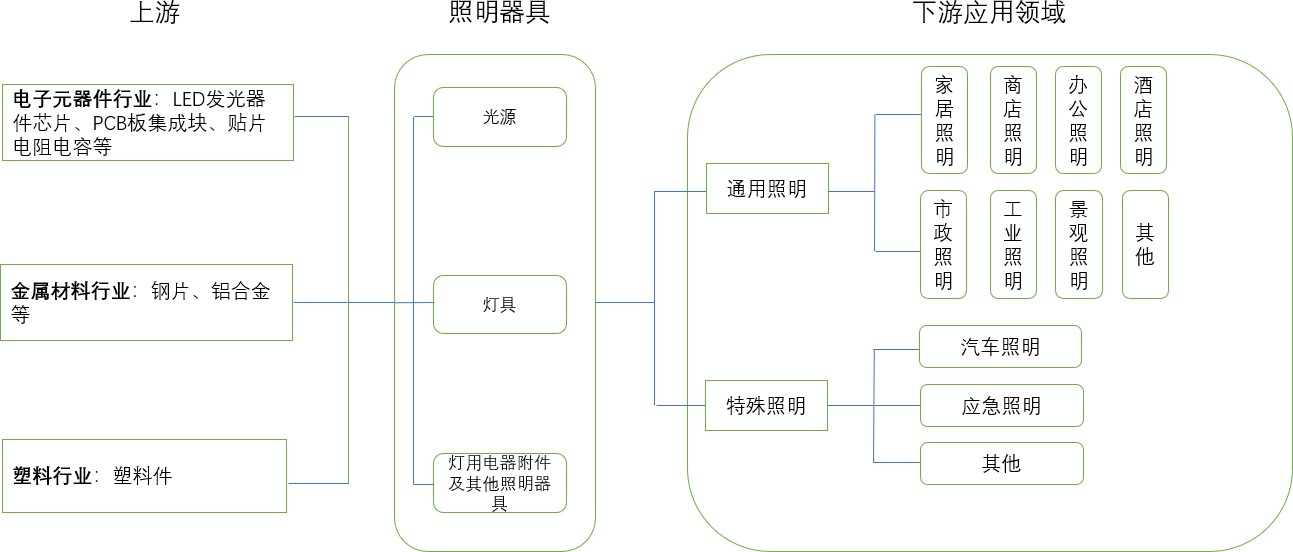 上游
照明器具
下游应用领域
电子元器件行业：LED发光器
件芯片、PCB板集成块、贴片
电阻电容等
金属材料行业：钢片、铝合金
等
塑料行业：塑料件
光源
灯具
灯用电器附件
及其他照明器
具
通用照明
家居照明
商店照明
办公照明
酒店照明
市政照明
工业照明
景观照明
其他
特殊照明
汽车照明
应急照明
其他